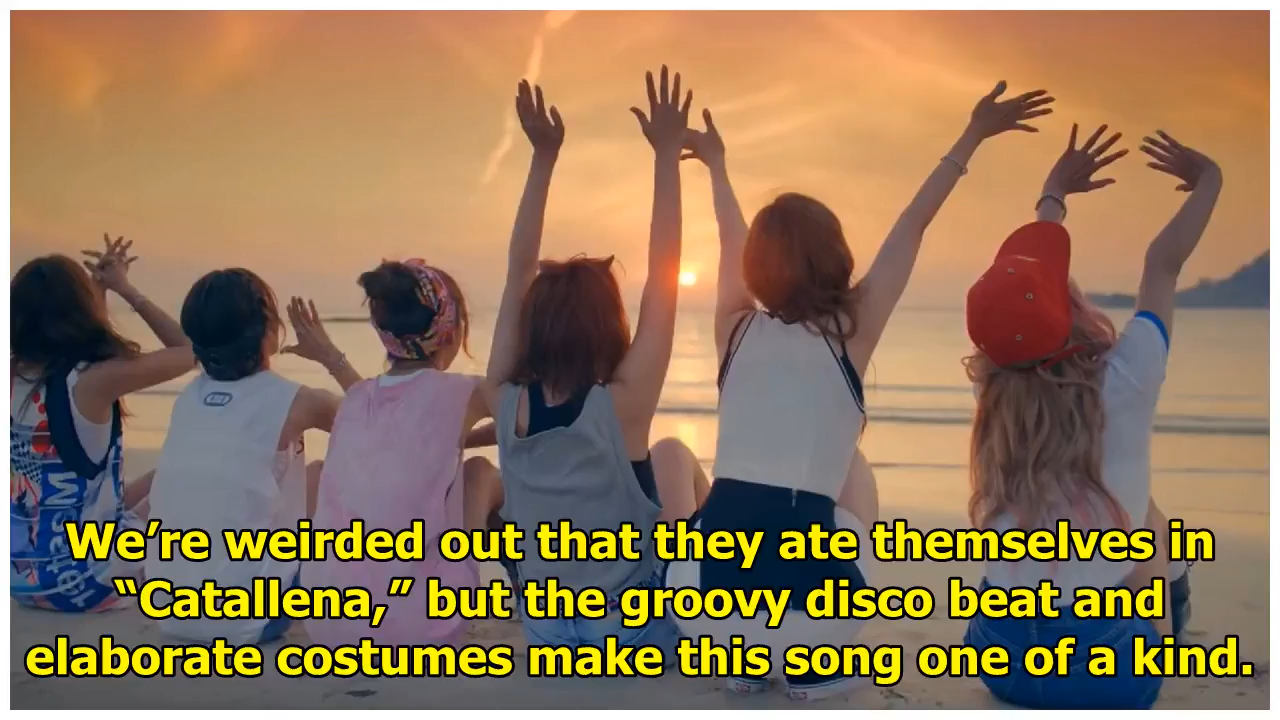 We’re weirded out that they ate themselves in
“Catallena,” but the groovy disco beat and
elaborate costumes make this song one of a kind.